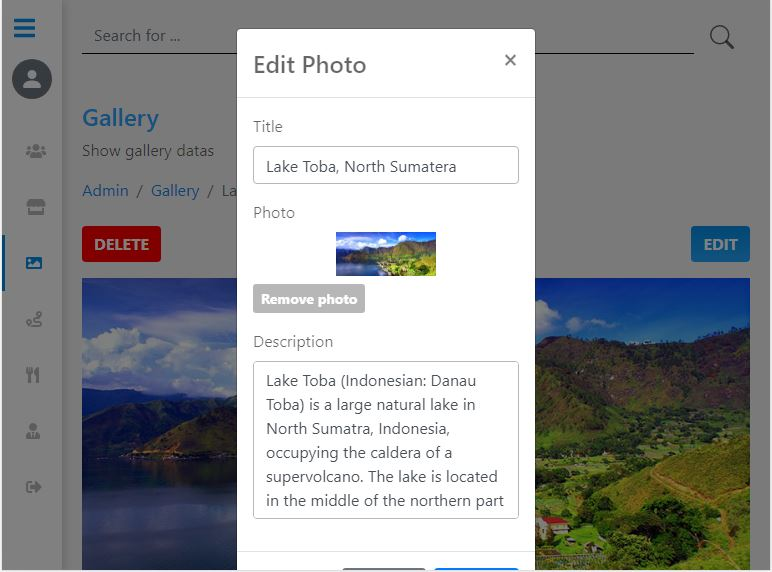 Search for ...
Edit Photo
×
Gallery
Show gallery datas
Admin / Gallery / La
DELETE
EDIT
Title
Lake Toba, North Sumatera
Photo
Remove photo
Description
Lake Toba (Indonesian: Danau
Toba) is a large natural lake in
North Sumatra, Indonesia,
occupying the caldera of a
supervolcano. The lake is located
in the middle of the northern part